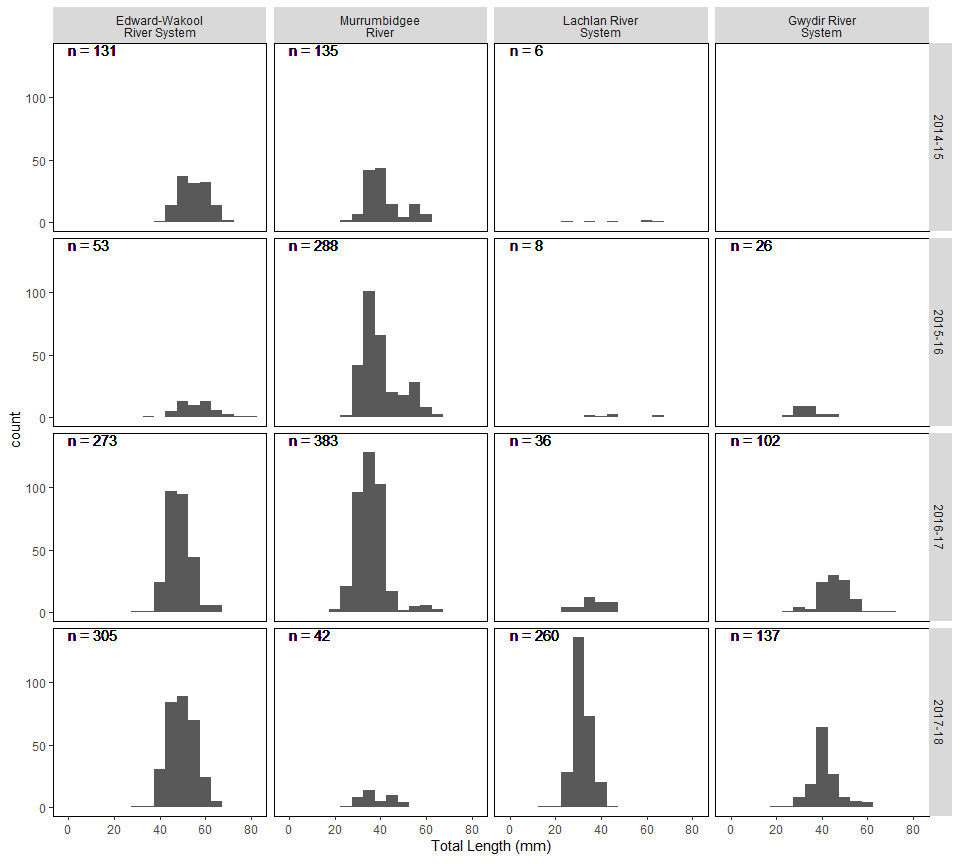 Edward-Wakool
River System
Murrumbidgee
River
Lachlan River
System
Gwydir River
System
n = 131
n = 135
n = 6
100
50
0
2014-15
n = 53
n = 288
n = 8
n = 26
100
50
0
2015-16
count
n = 273
n = 383
n = 36
n = 102
100
50
0
2016-17
n = 305
n = 42
n = 260
n = 137
100
50
0
2017-18
0 20 40 60 80
0 20 40 60 80
0 20 40 60 80
0 20 40 60 80
Total Length (mm)